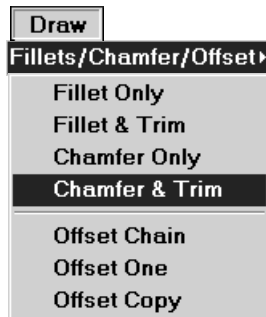 Draw
Fillets/Chamfer/Offset
Fillet Only
Fillet & Trim
Chamfer Only
Chamfer & Trim
Offset Chain
Offset One
Offset Copy